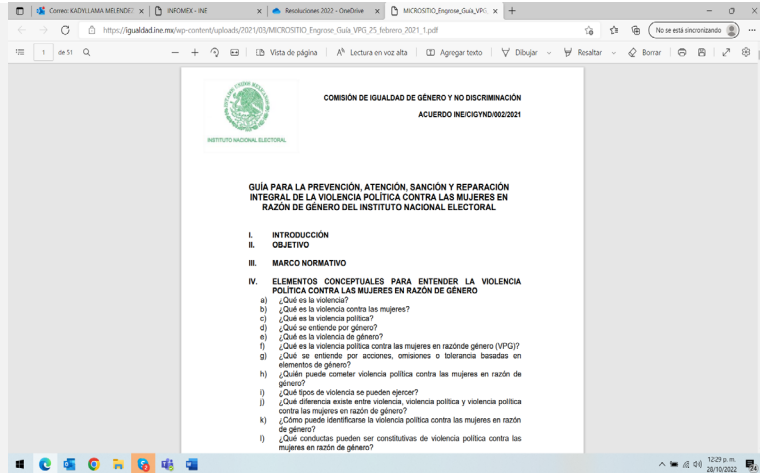 Correo: KADYLLAMA MELENDEZ
INFOMEX - INE
Resoluciones 2022 - OneDrive
MICROSITIO_Engrose_Guía_VPG_
https://igualdad.ine.mx/wp-content/uploads/2021/03/MICROSITIO_Engrose_Guia_VPG_25_febrero_2021_1.pdf
No se está sincronizando
1 de 51
Vista de página
Lectura en voz alta
Agregar texto
Dibujar
Resaltar
Borrar
INSTITUTO NACIONAL ELECTORAL
COMISIÓN DE IGUALDAD DE GÉNERO Y NO DISCRIMINACIÓN
ACUERDO INE/CIGYND/002/2021
GUÍA PARA LA PREVENCIÓN, ATENCIÓN, SANCIÓN Y REPARACIÓN
INTEGRAL DE LA VIOLENCIA POLÍTICA CONTRA LAS MUJERES EN
RAZÓN DE GÉNERO DEL INSTITUTO NACIONAL ELECTORAL
I. INTRODUCCIÓN
II. OBJETIVO
III. MARCO NORMATIVO
IV. ELEMENTOS CONCEPTUALES PARA ENTENDER LA VIOLENCIA
POLÍTICA CONTRA LAS MUJERES EN RAZÓN DE GÉNERO
a) ¿Qué es la violencia?
b) ¿Qué es la violencia contra las mujeres?
c) ¿Qué es la violencia política?
d) ¿Qué se entiende por género?
e) ¿Qué es la violencia de género?
f) ¿Qué es la violencia política contra las mujeres en razónde género (VPG)?
g) ¿Qué se entiende por acciones, omisiones o tolerancia basadas en
elementos de género?
h) ¿Quién puede cometer violencia política contra las mujeres en razón de
género?
i) ¿Qué tipos de violencia se pueden ejercer?
j) ¿Qué diferencia existe entre violencia, violencia política y violencia política
contra las mujeres en razón de género?
k) ¿Cómo puede identificarse la violencia política contra las mujeres en razón
de género?
l) ¿Qué conductas pueden ser constitutivas de violencia política contra las
mujeres en razón de género?
12:29 p. m.
28/10/2022